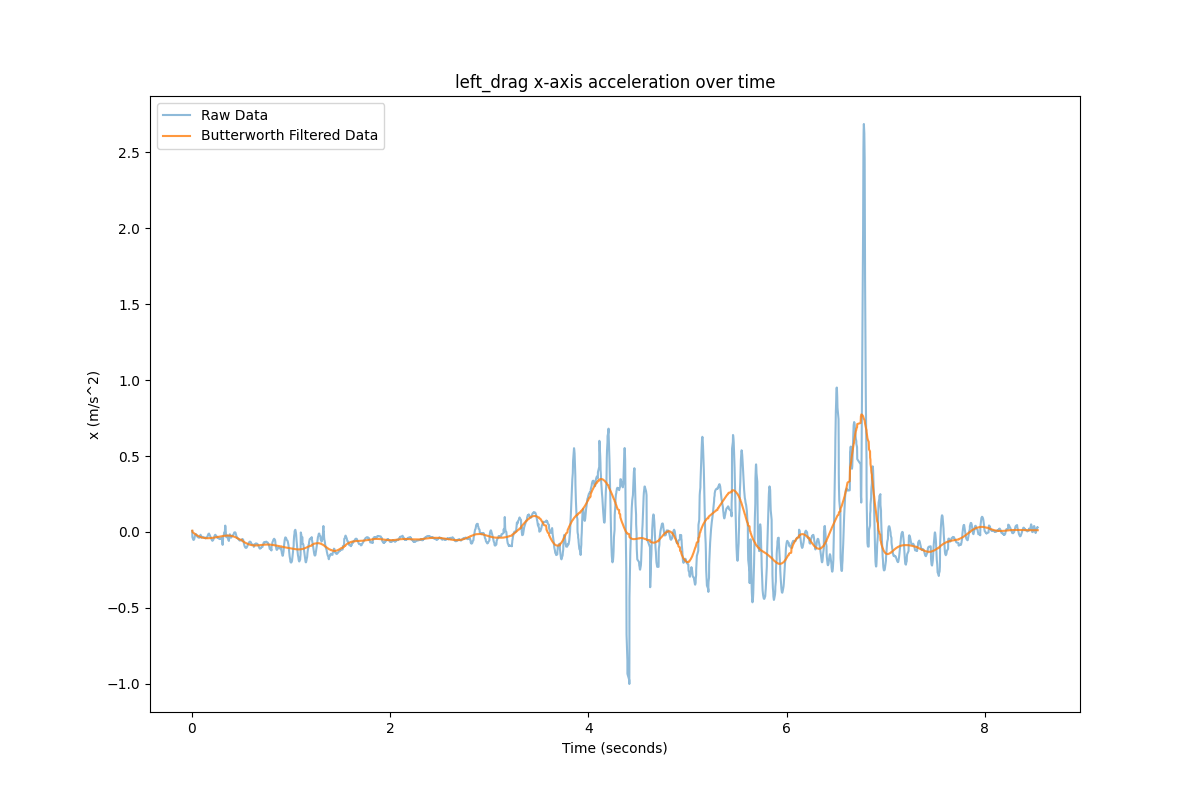 left_drag x-axis acceleration over time
Raw Data
Butterworth Filtered Data
2.5
2.0
1.5
1.0
0.5
0.0
−0.5
−1.0
x (m/s^2)
0 2 4 6 8
Time (seconds)